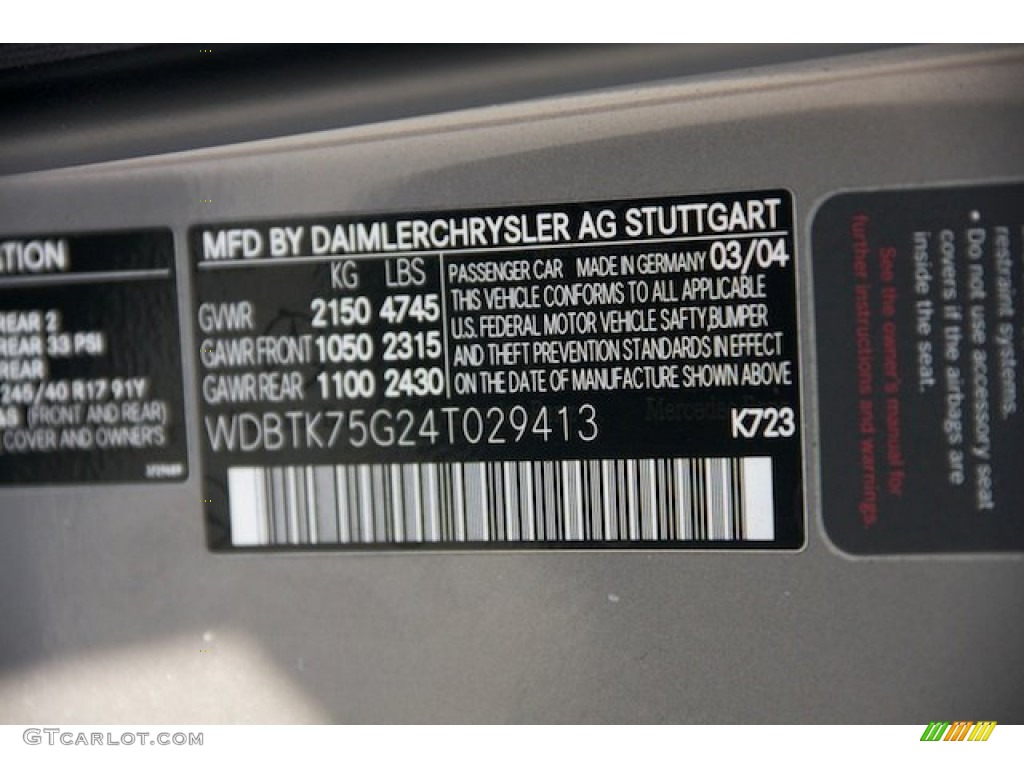 ATION
REAR 2
REAR 33 PSI
REAR
245/40 R17 91Y
(FRONT AND REAR)
COVER AND OWNER'S
MFD BY DAIMLERCHRYSLER AG STUTTGART
KG LBS
GVWR 2150 4745
GAWR FRONT 1050 2315
GAWR REAR 1100 2430
PASSENGER CAR MADE IN GERMANY 03/04
THIS VEHICLE CONFORMS TO ALL APPLICABLE
U.S. FEDERAL MOTOR VEHICLE SAFTY,BUMPER
AND THEFT PREVENTION STANDARDS IN EFFECT
ON THE DATE OF MANUFACTURE SHOWN ABOVE
WDBTK75G24T029413
K723
restraint systems.
• Do not use accessory seat
covers if the airbags are
inside the seat.
See the owner's manual for
further instructions and warnings.
GTCARLOT.COM